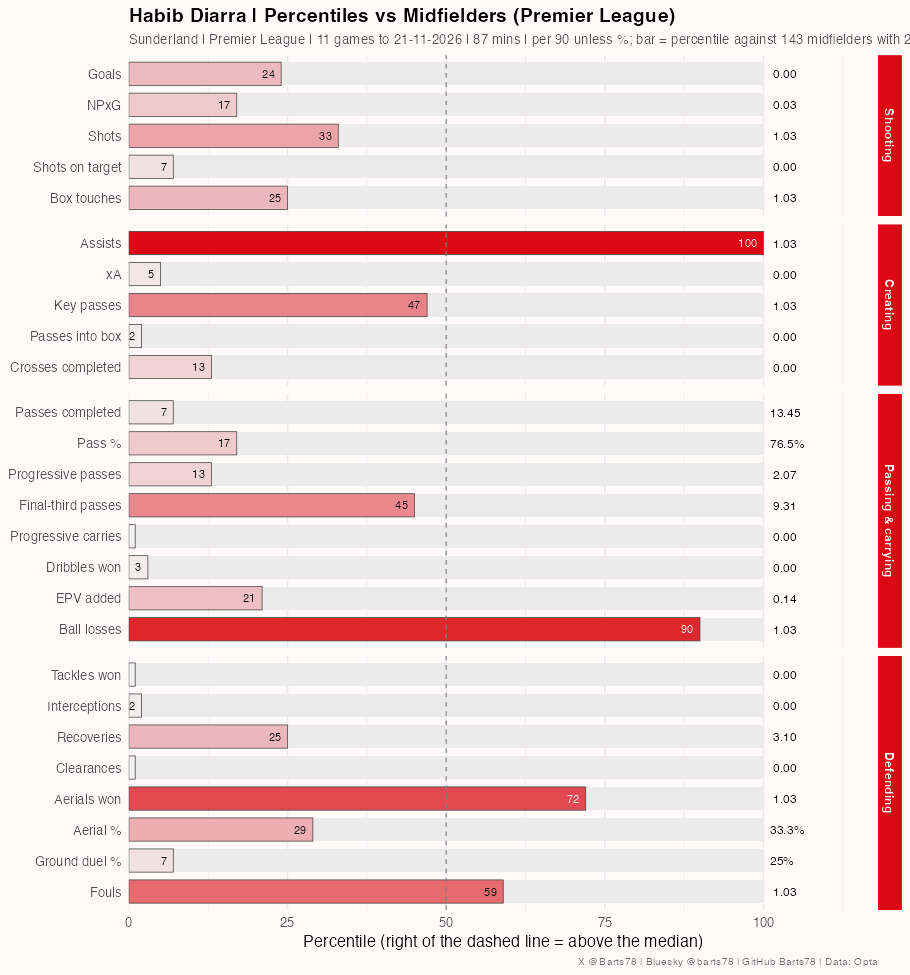 Habib Diarra | Percentiles vs Midfielders (Premier League)
Sunderland | Premier League | 11 games to 21-11-2026 | 87 mins | per 90 unless %; bar = percentile against 143 midfielders with 2
Goals 24 0.00
NPxG 17 0.03
Shots 33 1.03
Shots on target 7 0.00
Box touches 25 1.03
Shooting
Assists 100 1.03
xA 5 0.00
Key passes 47 1.03
Passes into box 2 0.00
Crosses completed 13 0.00
Creating
Passes completed 7 13.45
Pass % 17 76.5%
Progressive passes 13 2.07
Final-third passes 45 9.31
Progressive carries 0.00
Dribbles won 3 0.00
EPV added 21 0.14
Ball losses 90 1.03
Passing & carrying
Tackles won 0.00
Interceptions 2 0.00
Recoveries 25 3.10
Clearances 0.00
Aerials won 72 1.03
Aerial % 29 33.3%
Ground duel % 7 25%
Fouls 59 1.03
Defending
0 25 50 75 100
Percentile (right of the dashed line = above the median)
X @Barts78 | Bluesky @barts78 | GitHub Barts78 | Data: Opta